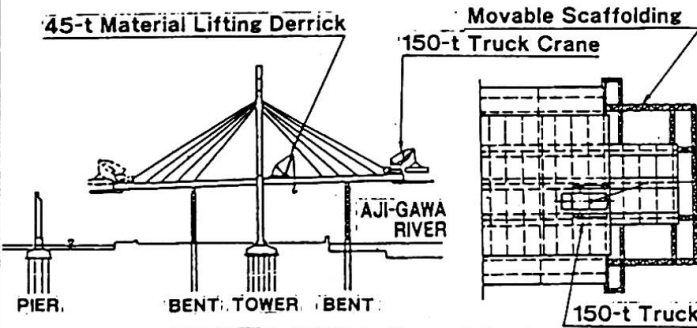 45-t Material Lifting Derrick
150-t Truck Crane
Movable Scaffolding
AJI-GAWA
RIVER
PIER
BENT
TOWER
BENT
150-t Truck